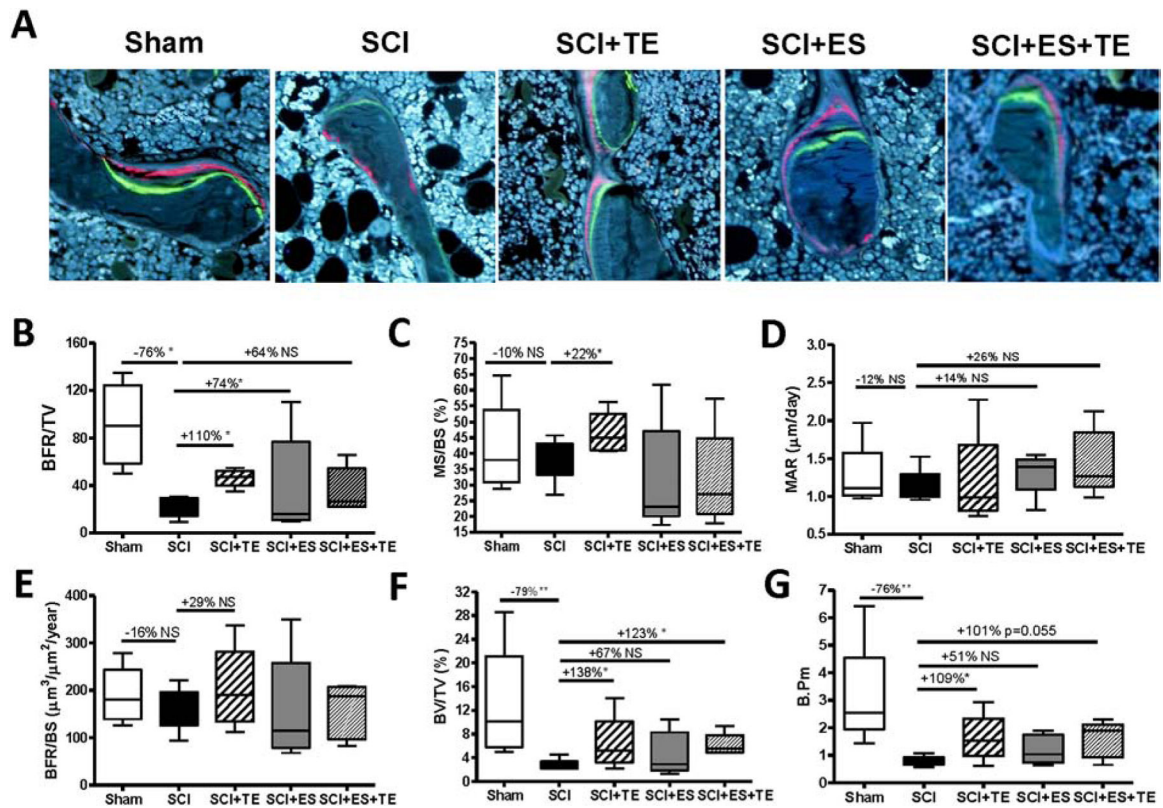 A
Sham SCI SCI+TE SCI+ES SCI+ES+TE
B
-76% *
+64% NS
+74%*
+110% *
BFR/TV
160
120
80
40
0
Sham SCI SCI+TE SCI+ES SCI+ES+TE
C
-10% NS
+22%*
MS/BS (%)
75
70
65
60
55
50
45
40
35
30
25
20
15
Sham SCI SCI+TE SCI+ES SCI+ES+TE
D
+26% NS
-12% NS
+14% NS
MAR (μm/day)
3.0
2.5
2.0
1.5
1.0
0.5
Sham SCI SCI+TE SCI+ES SCI+ES+TE
E
+29% NS
-16% NS
BFR/BS (μm³/μm²/year)
400
300
200
100
0
Sham SCI SCI+TE SCI+ES SCI+ES+TE
F
-79% **
+123% *
+67% NS
+138%*
BV/TV (%)
32
28
24
20
16
12
8
4
0
Sham SCI SCI+TE SCI+ES SCI+ES+TE
G
-76%**
+101% p=0.055
+51% NS
+109%*
B.Pm
7
6
5
4
3
2
1
0
Sham SCI SCI+TE SCI+ES SCI+ES+TE